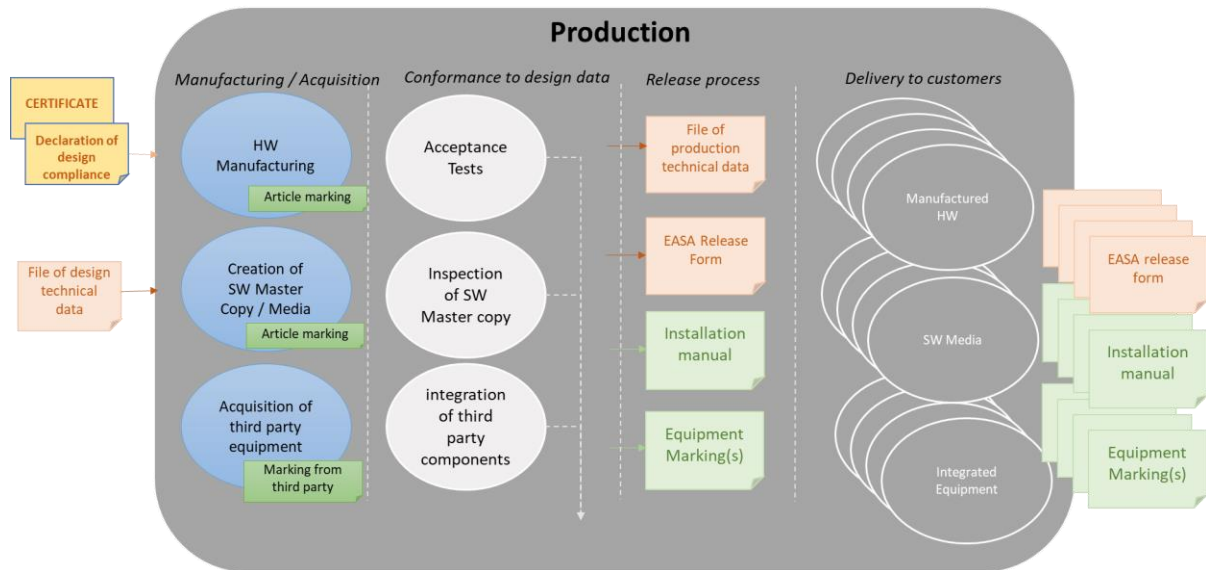 Production
Manufacturing / Acquisition
Conformance to design data
Release process
Delivery to customers
CERTIFICATE
Declaration of
design
compliance
File of design
technical
data
HW
Manufacturing
Article marking
Creation of
SW Master
Copy / Media
Article marking
Acquisition of
third party
equipment
Marking from
third party
Acceptance
Tests
Inspection
of SW
Master copy
integration
of third
party
components
File of
production
technical data
EASA Release
Form
Installation
manual
Equipment
Marking(s)
Manufactured
HW
SW Media
Integrated
Equipment
EASA release
form
Installation
manual
Equipment
Marking(s)